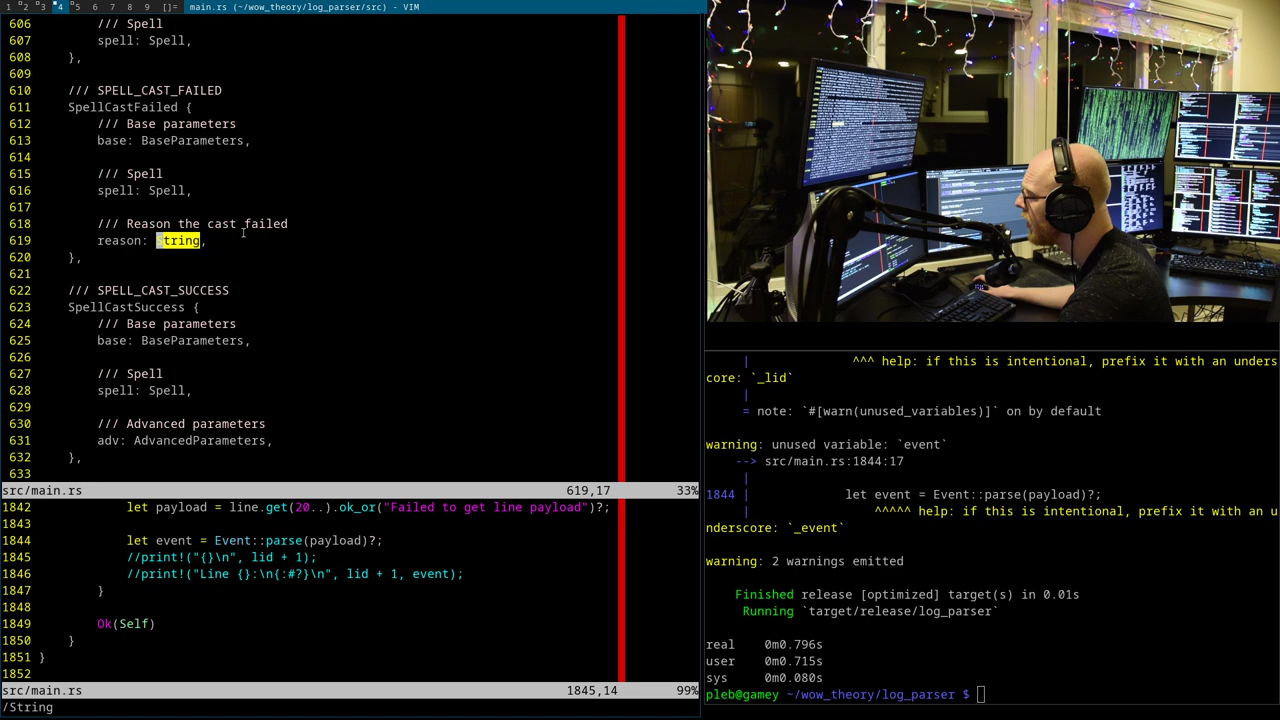 1 2 3 4 5 6 7 8 9 []= main.rs (~/wow_theory/log_parser/src) - VIM
606 /// Spell
607 spell: Spell,
608 },
609
610 /// SPELL_CAST_FAILED
611 SpellCastFailed {
612 /// Base parameters
613 base: BaseParameters,
614
615 /// Spell
616 spell: Spell,
617
618 /// Reason the cast failed
619 reason: String,
620 },
621
622 /// SPELL_CAST_SUCCESS
623 SpellCastSuccess {
624 /// Base parameters
625 base: BaseParameters,
626
627 /// Spell
628 spell: Spell,
629
630 /// Advanced parameters
631 adv: AdvancedParameters,
632 },
633
src/main.rs 619,17 33%
1842 let payload = line.get(20..).ok_or("Failed to get line payload")?;
1843
1844 let event = Event::parse(payload)?;
1845 //print!("{}\n", lid + 1);
1846 //print!("Line {}:\n{:#?}\n", lid + 1, event);
1847 }
1848
1849 Ok(Self)
1850 }
1851 }
1852
src/main.rs 1845,14 99%
/String
| ^^^ help: if this is intentional, prefix it with an unders
core: `_lid`
|
= note: `#[warn(unused_variables)]` on by default
warning: unused variable: `event`
--> src/main.rs:1844:17
|
1844 | let event = Event::parse(payload)?;
| ^^^^^ help: if this is intentional, prefix it with an u
nderscore: `_event`
warning: 2 warnings emitted
Finished release [optimized] target(s) in 0.01s
Running `target/release/log_parser`
real 0m0.796s
user 0m0.715s
sys 0m0.080s
pleb@gamey ~/wow_theory/log_parser $